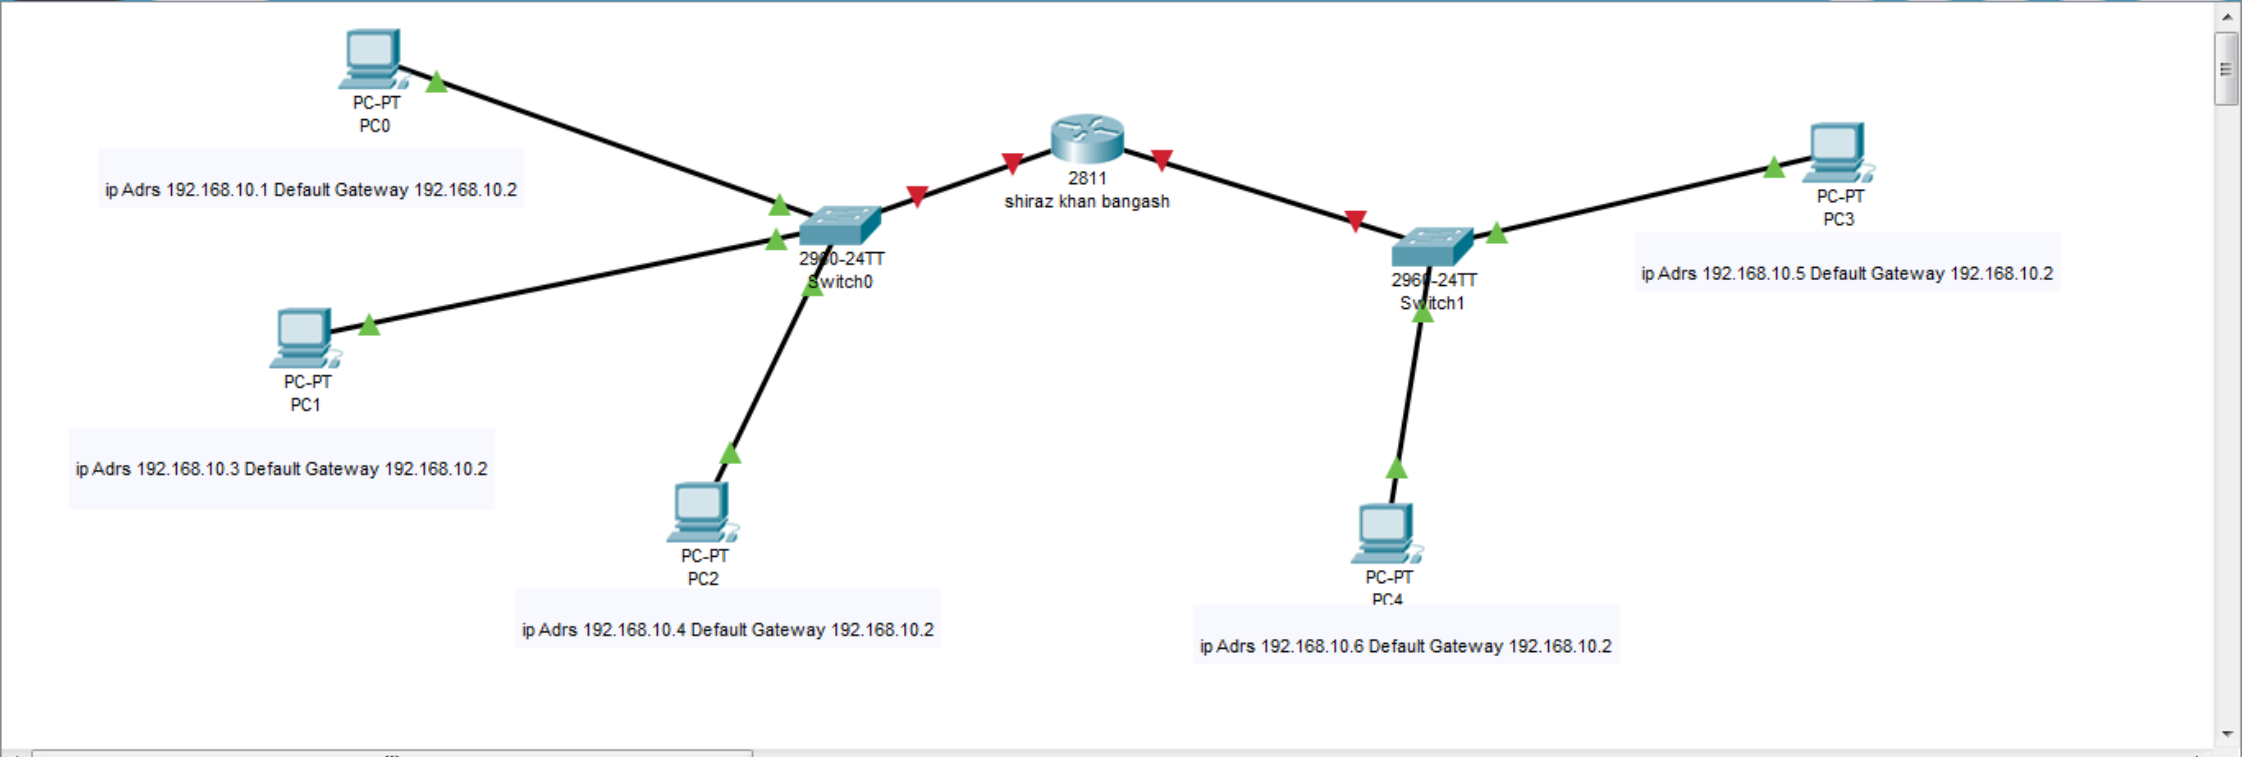 PC-PT
PC0
ip Adrs 192.168.10.1 Default Gateway 192.168.10.2
2811
shiraz khan bangash
PC-PT
PC3
ip Adrs 192.168.10.5 Default Gateway 192.168.10.2
2960-24TT
Switch0
2960-24TT
Switch1
PC-PT
PC1
ip Adrs 192.168.10.3 Default Gateway 192.168.10.2
PC-PT
PC2
ip Adrs 192.168.10.4 Default Gateway 192.168.10.2
PC-PT
PC4
ip Adrs 192.168.10.6 Default Gateway 192.168.10.2